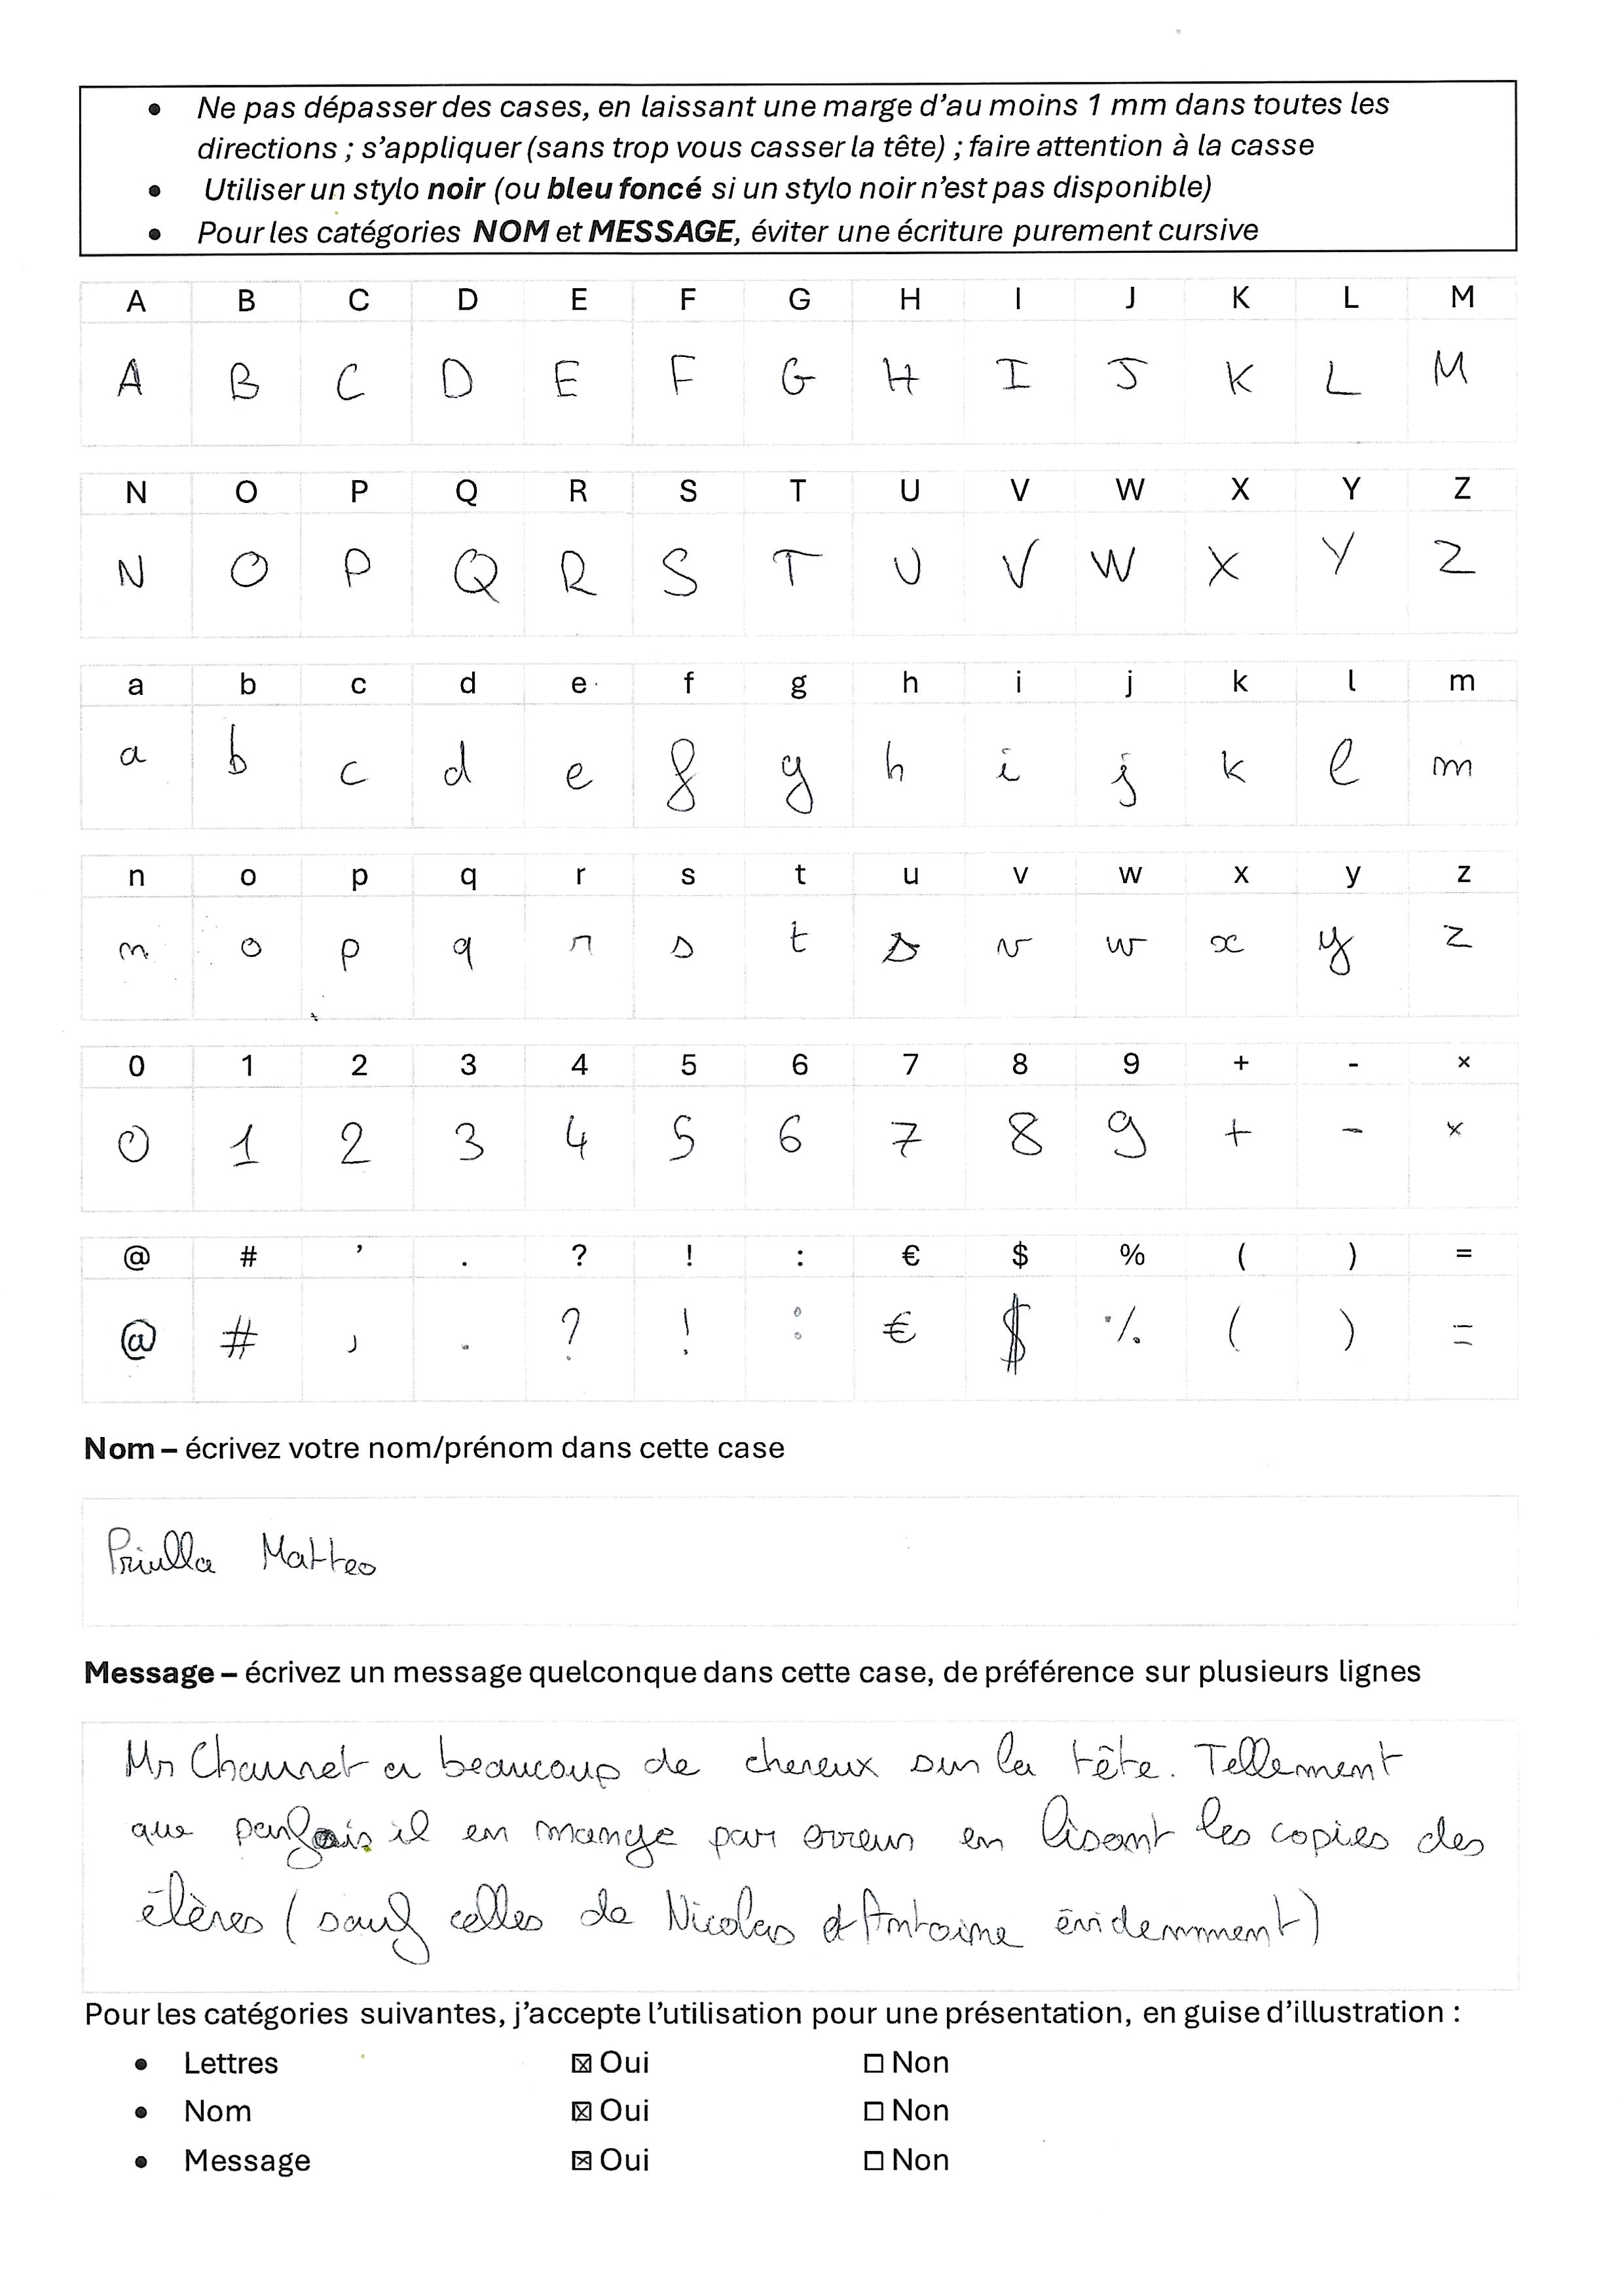 • Ne pas dépasser des cases, en laissant une marge d’au moins 1 mm dans toutes les
directions ; s’appliquer (sans trop vous casser la tête) ; faire attention à la casse
• Utiliser un stylo noir (ou bleu foncé si un stylo noir n’est pas disponible)
• Pour les catégories NOM et MESSAGE, éviter une écriture purement cursive
A B C D E F G H I J K L M
A B C D E F G H I J K L M
N O P Q R S T U V W X Y Z
N O P Q R S T U V W X Y Z
a b c d e f g h i j k l m
a b c d e f g h i j k l m
n o p q r s t u v w x y z
n o p q r s t v w x y z
0 1 2 3 4 5 6 7 8 9 + - ×
0 1 2 3 4 5 6 7 8 9 + - ×
@ # ’ . ? ! : € $ % ( ) =
@ # , . ? ! : € $ % ( ) =
Nom – écrivez votre nom/prénom dans cette case
Priulla Matteo
Message – écrivez un message quelconque dans cette case, de préférence sur plusieurs lignes
Mr Chauvet a beaucoup de cheveux sur la tête. Tellement
que parfois il en mange par erreur en lisant les copies des
élèves (sauf celles de Nicolas et Antoine évidemment)
Pour les catégories suivantes, j’accepte l’utilisation pour une présentation, en guise d’illustration :
• Lettres ☒ Oui ☐ Non
• Nom ☒ Oui ☐ Non
• Message ☒ Oui ☐ Non